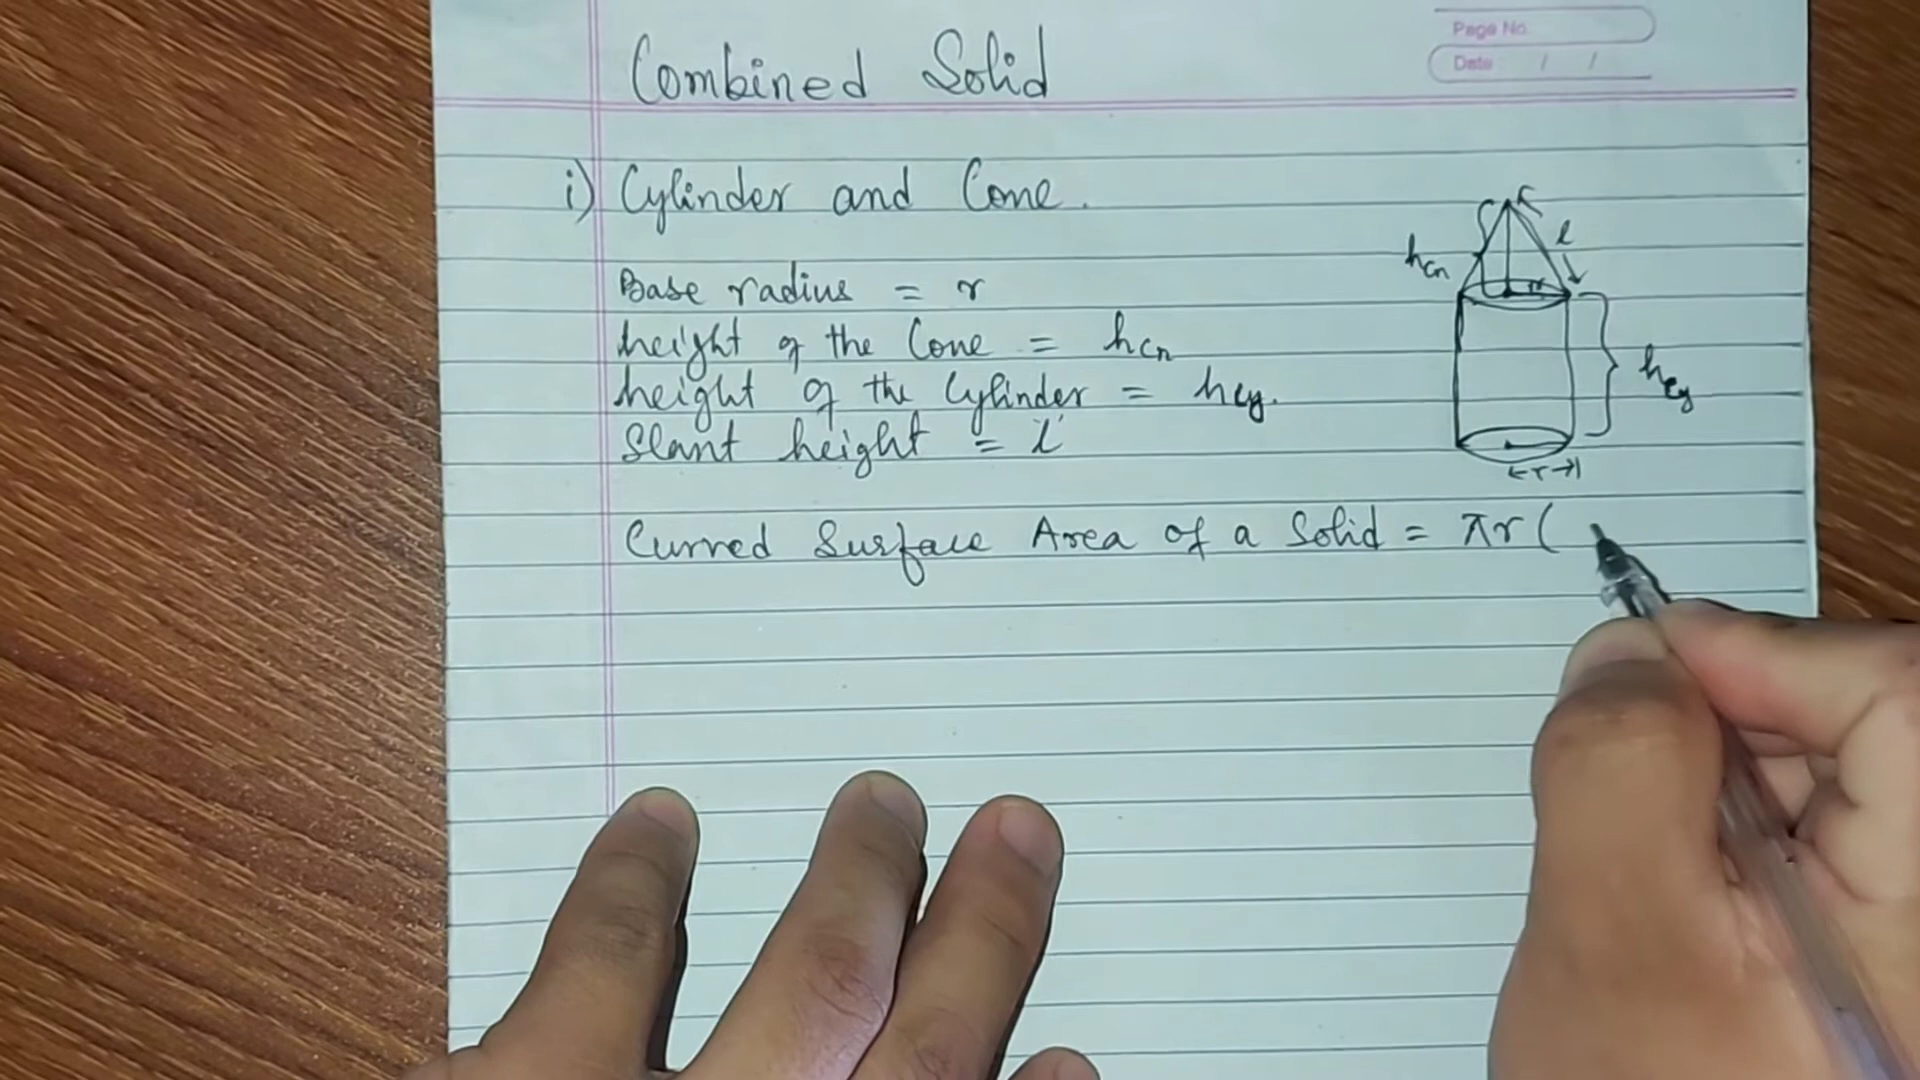 Page No
Date / /
Combined Solid
i) Cylinder and Cone.
Base radius = r
height of the Cone = hcn
height of the Cylinder = hcy.
Slant height = l
Curved Surface Area of a Solid = πr(
hcn
l
r
hcy
r